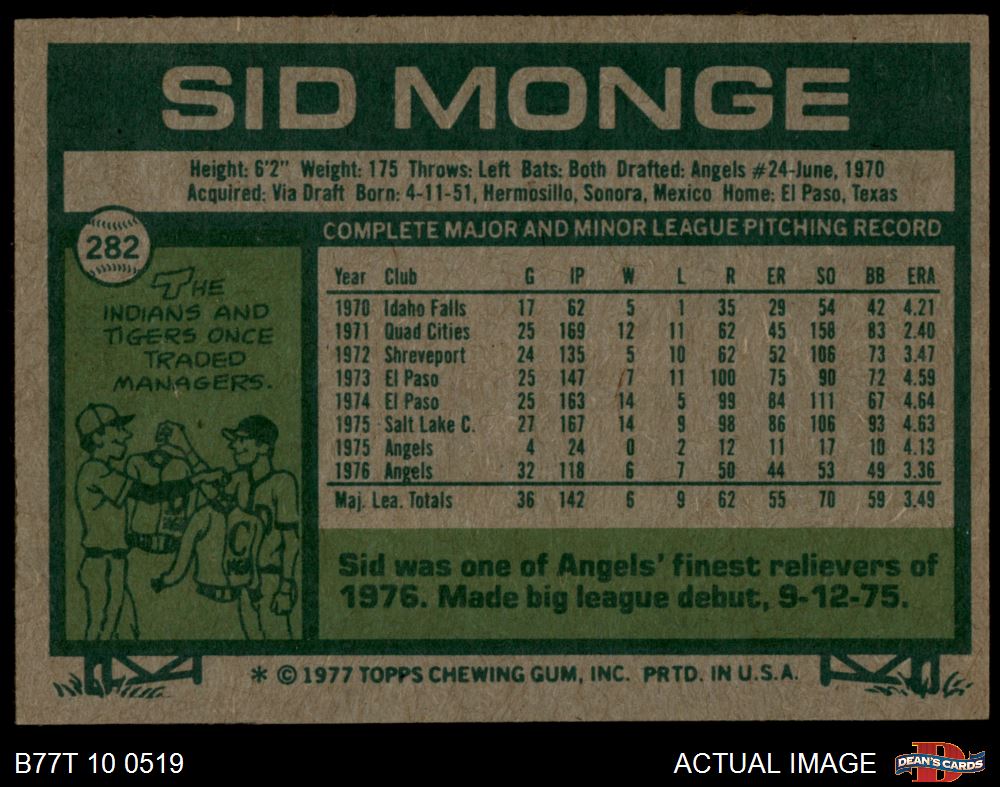 SID MONGE
Height: 6'2" Weight: 175 Throws: Left Bats: Both Drafted: Angels #24-June, 1970
Acquired: Via Draft Born: 4-11-51, Hermosillo, Sonora, Mexico Home: El Paso, Texas
282
THE
INDIANS AND
TIGERS ONCE
TRADED
MANAGERS.
C
COMPLETE MAJOR AND MINOR LEAGUE PITCHING RECORD
Year Club G IP W L R ER SO BB ERA
1970 Idaho Falls 17 62 5 1 35 29 54 42 4.21
1971 Quad Cities 25 169 12 11 62 45 158 83 2.40
1972 Shreveport 24 135 5 10 62 52 106 73 3.47
1973 El Paso 25 147 7 11 100 75 90 72 4.59
1974 El Paso 25 163 14 5 99 84 111 67 4.64
1975 Salt Lake C. 27 167 14 9 98 86 106 93 4.63
1975 Angels 4 24 0 2 12 11 17 10 4.13
1976 Angels 32 118 6 7 50 44 53 49 3.36
Maj. Lea. Totals 36 142 6 9 62 55 70 59 3.49
Sid was one of Angels' finest relievers of
1976. Made big league debut, 9-12-75.
* © 1977 TOPPS CHEWING GUM, INC. PRTD. IN U.S.A.
B77T 10 0519
ACTUAL IMAGE
D
DEAN'S CARDS